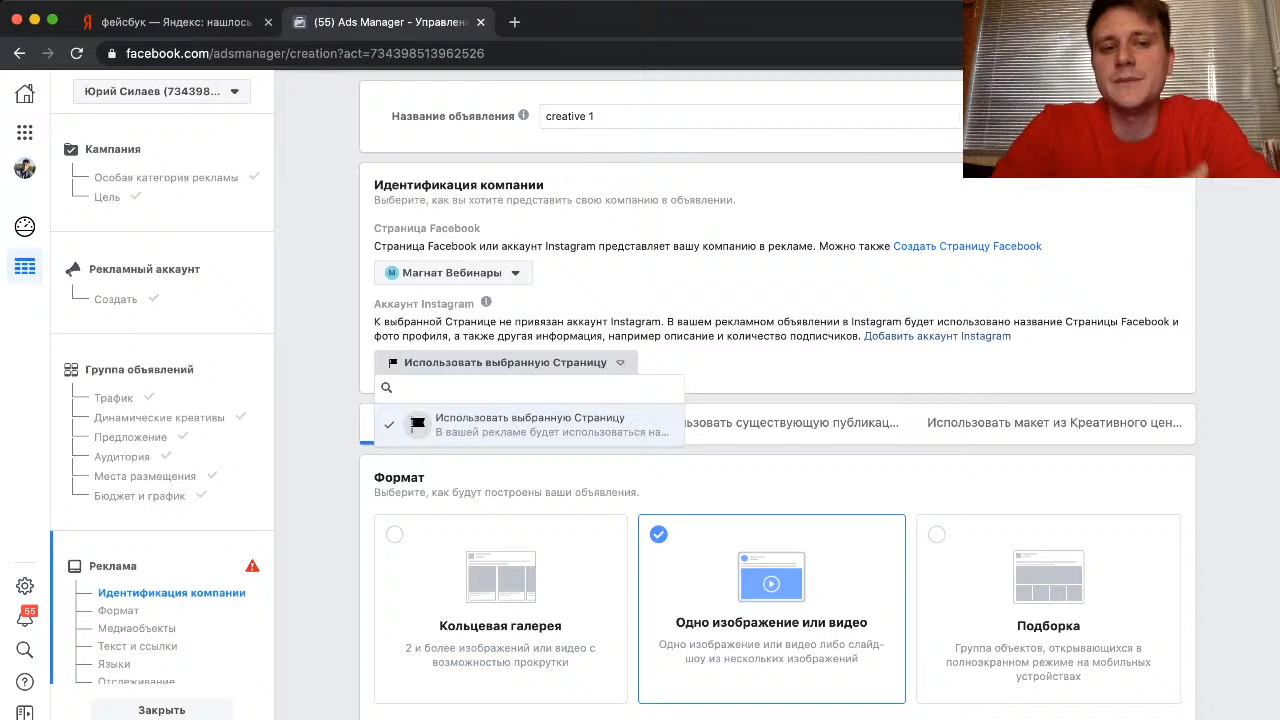 фейсбук — Яндекс: нашлось
(55) Ads Manager - Управлен
facebook.com/adsmanager/creation?act=734398513962526
Юрий Силаев (734398...
Кампания
Особая категория рекламы
Цель
Рекламный аккаунт
Создать
Группа объявлений
Трафик
Динамические креативы
Предложение
Аудитория
Места размещения
Бюджет и график
Реклама
Идентификация компании
Формат
Медиаобъекты
Текст и ссылки
Языки
Отслеживание
Закрыть
55
Название объявления
creative 1
Идентификация компании
Выберите, как вы хотите представить свою компанию в объявлении.
Страница Facebook
Страница Facebook или аккаунт Instagram представляет вашу компанию в рекламе. Можно также Создать Страницу Facebook
М Магнат Вебинары
Аккаунт Instagram
К выбранной Странице не привязан аккаунт Instagram. В вашем рекламном объявлении в Instagram будет использовано название Страницы Facebook и
фото профиля, а также другая информация, например описание и количество подписчиков. Добавить аккаунт Instagram
Использовать выбранную Страницу
Использовать выбранную Страницу
В вашей рекламе будет использоваться на...
льзовать существующую публикац...
Использовать макет из Креативного цен...
Формат
Выберите, как будут построены ваши объявления.
Кольцевая галерея
2 и более изображений или видео с
возможностью прокрутки
Одно изображение или видео
Одно изображение или видео либо слайд-
шоу из нескольких изображений
Подборка
Группа объектов, открывающихся в
полноэкранном режиме на мобильных
устройствах